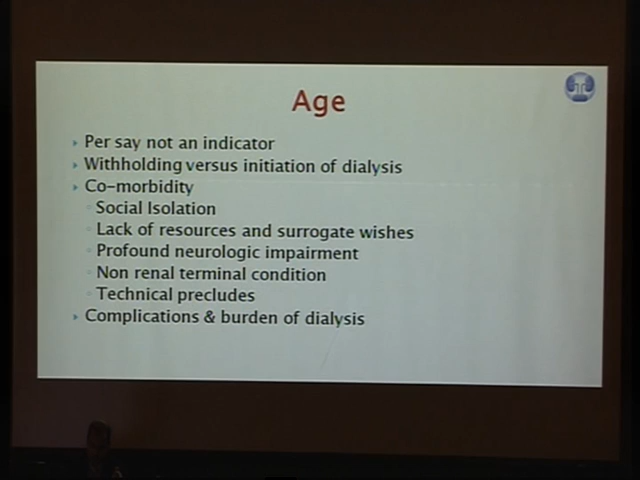 Age
Per say not an indicator
Withholding versus initiation of dialysis
Co-morbidity
Social Isolation
Lack of resources and surrogate wishes
Profound neurologic impairment
Non renal terminal condition
Technical precludes
Complications & burden of dialysis